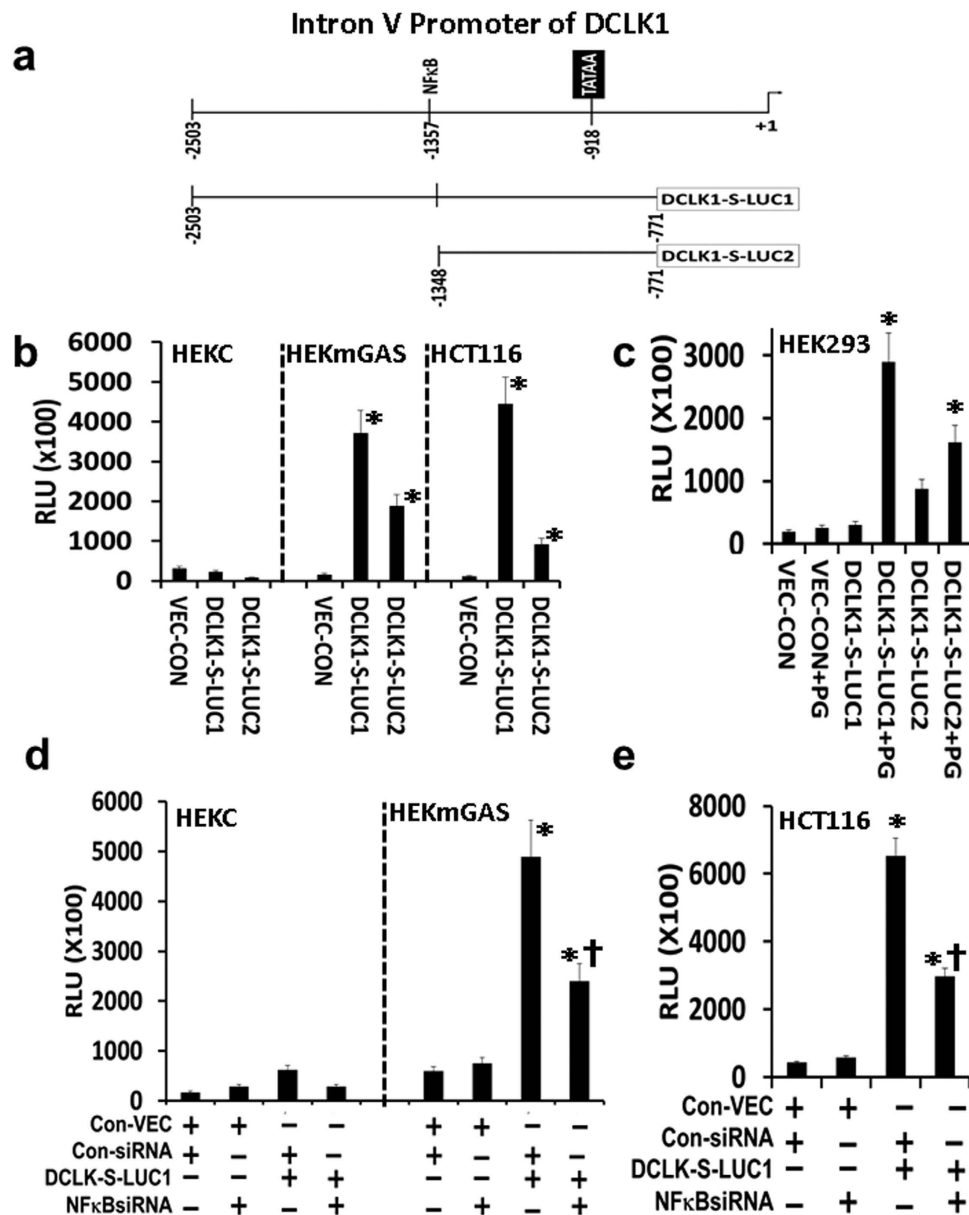 Intron V Promoter of DCLK1
a
NFκB
TATAA
-2503
-1357
-918
+1
DCLK1-S-LUC1
-2503
-771
DCLK1-S-LUC2
-1348
-771
b
HEKC
HEKmGAS
HCT116
RLU (x100)
6000
5000
4000
3000
2000
1000
0
*
*
*
*
VEC-CON
DCLK1-S-LUC1
DCLK1-S-LUC2
VEC-CON
DCLK1-S-LUC1
DCLK1-S-LUC2
VEC-CON
DCLK1-S-LUC1
DCLK1-S-LUC2
c
HEK293
RLU (X100)
3000
2000
1000
0
*
*
VEC-CON
VEC-CON+PG
DCLK1-S-LUC1
DCLK1-S-LUC1+PG
DCLK1-S-LUC2
DCLK1-S-LUC2+PG
d
HEKC
HEKmGAS
RLU (X100)
6000
5000
4000
3000
2000
1000
0
*
*†
Con-VEC + + − − + + − −
Con-siRNA + − + − + − + −
DCLK-S-LUC1 − − + + − − + +
NFκBsiRNA − + − + − + − +
e
HCT116
RLU (X100)
8000
6000
4000
2000
0
*
*†
Con-VEC + + − −
Con-siRNA + − + −
DCLK-S-LUC1 − − + +
NFκBsiRNA − + − +